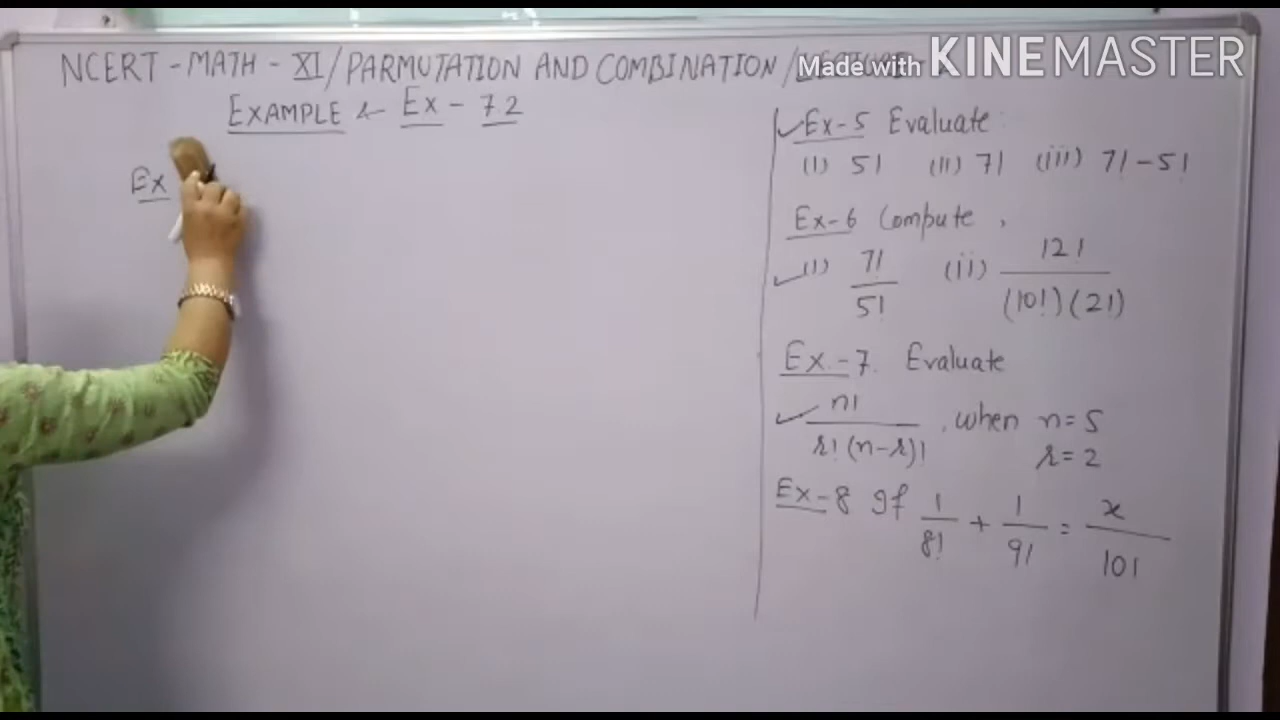 NCERT - MATH - XI / PARMUTATION AND COMBINATION /
Made with KINEMASTER
EXAMPLE & Ex - 7.2
Ex
Ex-5 Evaluate
(i) 5! (ii) 7! (iii) 7! - 5!
Ex-6 Compute,
(i) 7!/5! (ii) 12!/(10!)(2!)
Ex.-7. Evaluate
n!/r!(n-r)!, when n=5
r=2
Ex-8 If 1/8! + 1/9! = x/10!